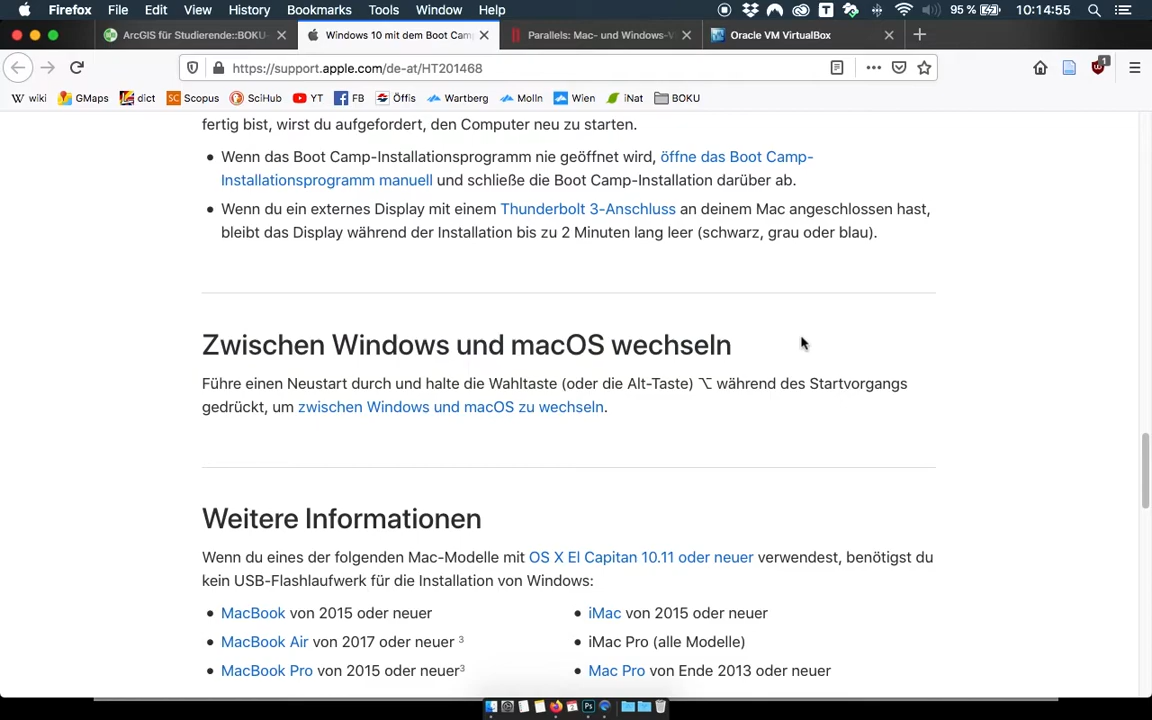 Firefox File Edit View History Bookmarks Tools Window Help 95 % 10:14:55
ArcGIS für Studierende::BOKU- Windows 10 mit dem Boot Cam Parallels: Mac- und Windows-V Oracle VM VirtualBox
https://support.apple.com/de-at/HT201468
wiki GMaps dict Scopus SciHub YT FB Öffis Wartberg Molln Wien iNat BOKU
fertig bist, wirst du aufgefordert, den Computer neu zu starten.
• Wenn das Boot Camp-Installationsprogramm nie geöffnet wird, öffne das Boot Camp-
Installationsprogramm manuell und schließe die Boot Camp-Installation darüber ab.
• Wenn du ein externes Display mit einem Thunderbolt 3-Anschluss an deinem Mac angeschlossen hast,
bleibt das Display während der Installation bis zu 2 Minuten lang leer (schwarz, grau oder blau).
Zwischen Windows und macOS wechseln
Führe einen Neustart durch und halte die Wahltaste (oder die Alt-Taste) ⌥ während des Startvorgangs
gedrückt, um zwischen Windows und macOS zu wechseln.
Weitere Informationen
Wenn du eines der folgenden Mac-Modelle mit OS X El Capitan 10.11 oder neuer verwendest, benötigst du
kein USB-Flashlaufwerk für die Installation von Windows:
• MacBook von 2015 oder neuer
• MacBook Air von 2017 oder neuer ³
• MacBook Pro von 2015 oder neuer³
• iMac von 2015 oder neuer
• iMac Pro (alle Modelle)
• Mac Pro von Ende 2013 oder neuer